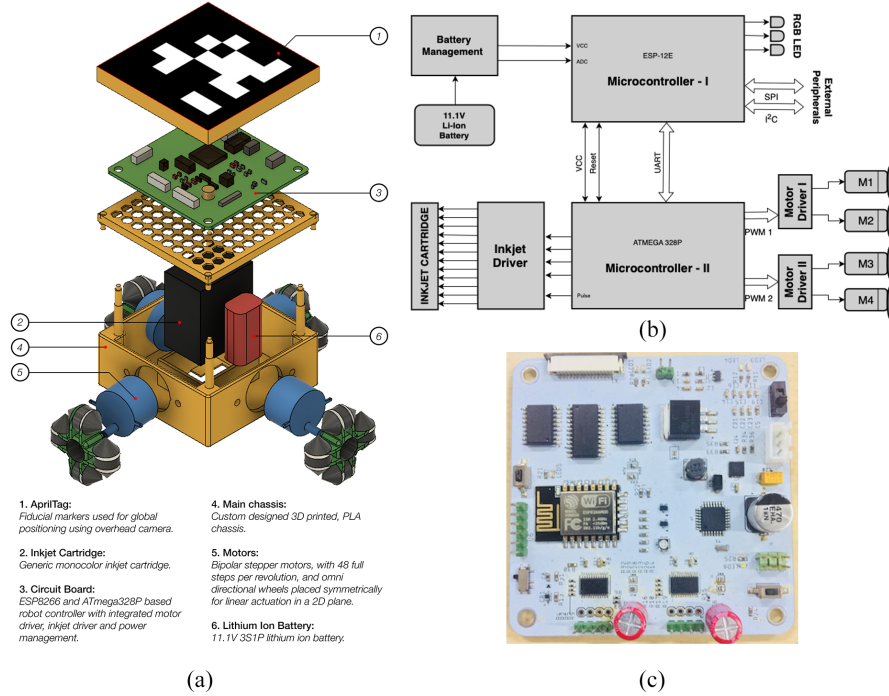 1
3
2
4
5
6
1. AprilTag:
Fiducial markers used for global
positioning using overhead camera.
2. Inkjet Cartridge:
Generic monocolor inkjet cartridge.
3. Circuit Board:
ESP8266 and ATmega328P based
robot controller with integrated motor
driver, inkjet driver and power
management.
4. Main chassis:
Custom designed 3D printed, PLA
chassis.
5. Motors:
Bipolar stepper motors, with 48 full
steps per revolution, and omni
directional wheels placed symmetrically
for linear actuation in a 2D plane.
6. Lithium Ion Battery:
11.1V 3S1P lithium ion battery.
(a)
Battery
Management
11.1V
Li-Ion
Battery
VCC
ADC
ESP-12E
Microcontroller - I
RGB LED
SPI
I²C
External
Peripherals
VCC
Reset
UART
INKJET CARTRIDGE
Inkjet
Driver
ATMEGA 328P
Microcontroller - II
Pulse
PWM 1
PWM 2
Motor
Driver I
Motor
Driver II
M1
M2
M3
M4
(b)
WiFi
FC
470
EHA
(c)